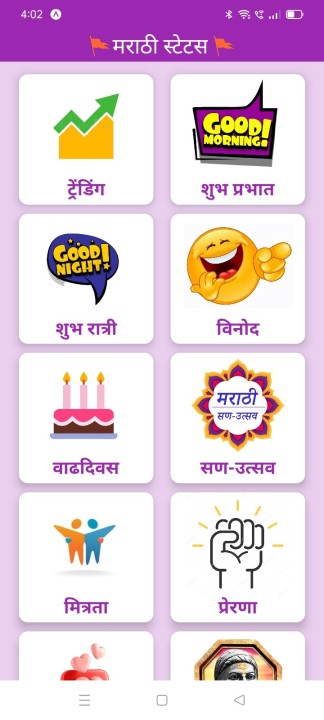 4:02
मराठी स्टेटस
GOOD!
MORNING!
ट्रेंडिंग
शुभ प्रभात
GOOD!
NIGHT!
शुभ रात्री
विनोद
मराठी
सण-उत्सव
वाढदिवस
सण-उत्सव
मित्रता
प्रेरणा